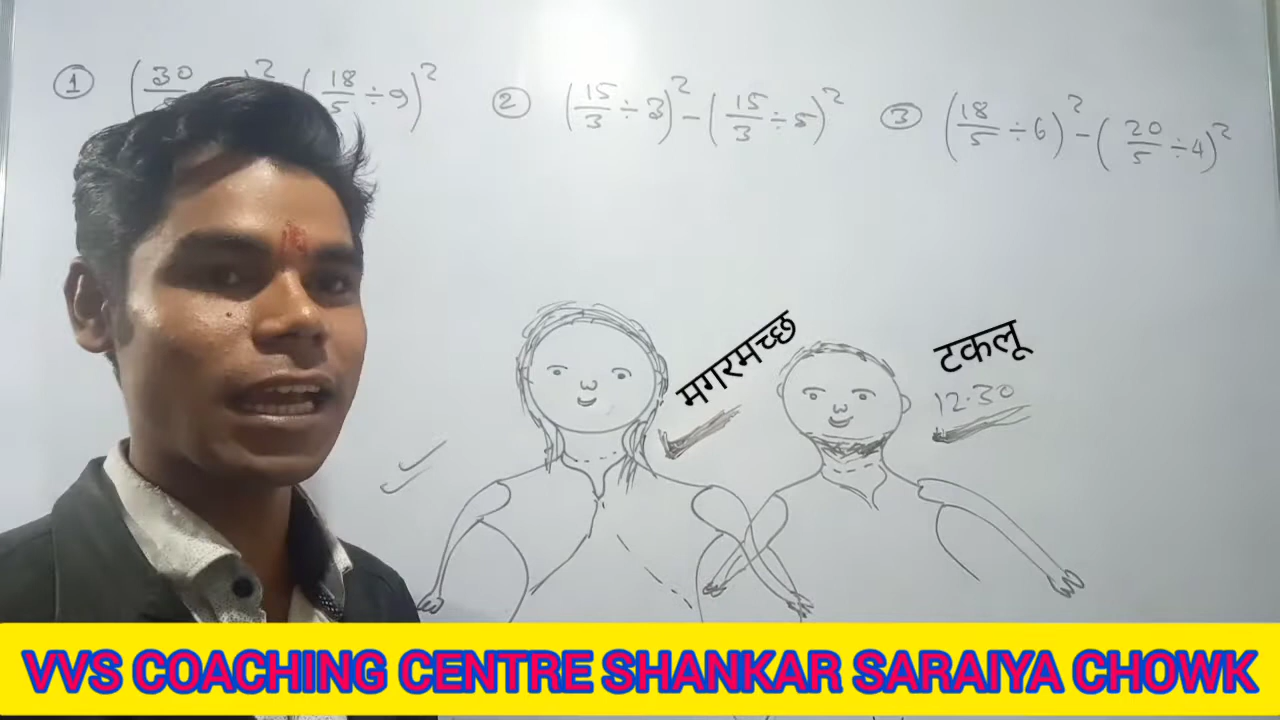 ① (30 )² (18/5 ÷ 9)²
② (15/3 ÷ 3)² - (15/3 ÷ 5)²
③ (18/5 ÷ 6)² - (20/5 ÷ 4)²
मगरमच्छ
टकलू
12.30
VVS COACHING CENTRE SHANKAR SARAIYA CHOWK